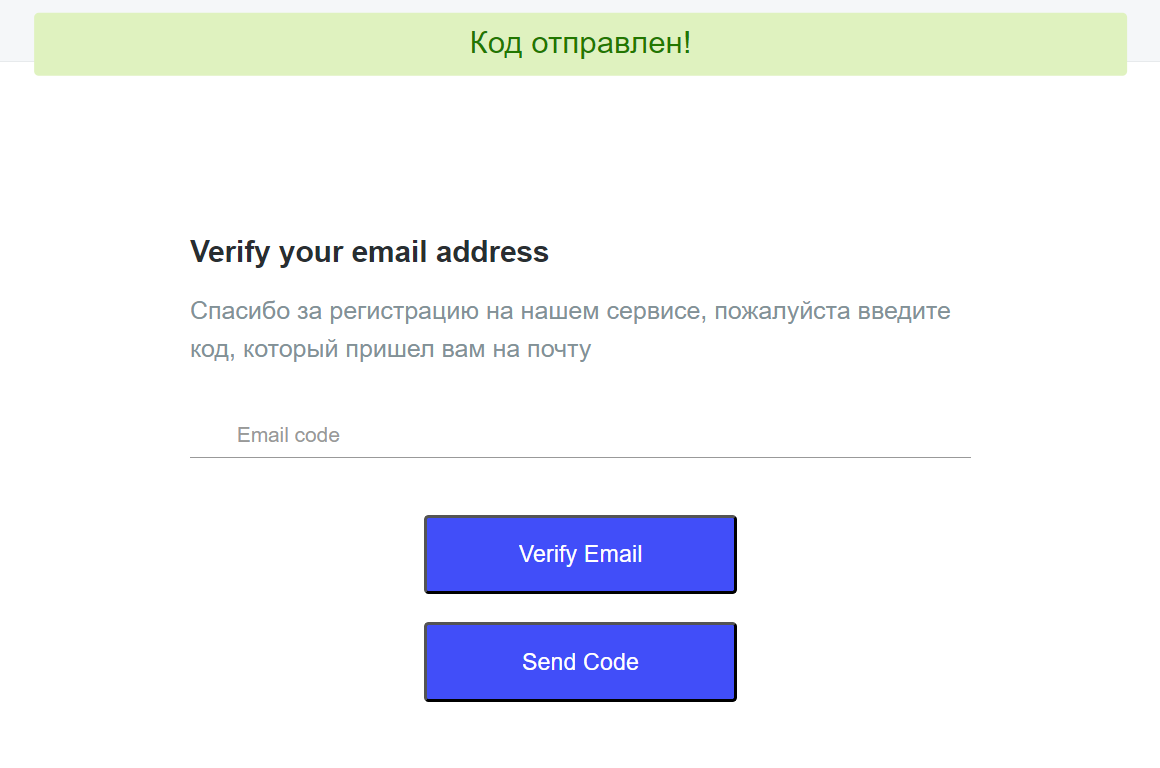 Код отправлен!
Verify your email address
Спасибо за регистрацию на нашем сервисе, пожалуйста введите
код, который пришел вам на почту
Email code
Verify Email
Send Code